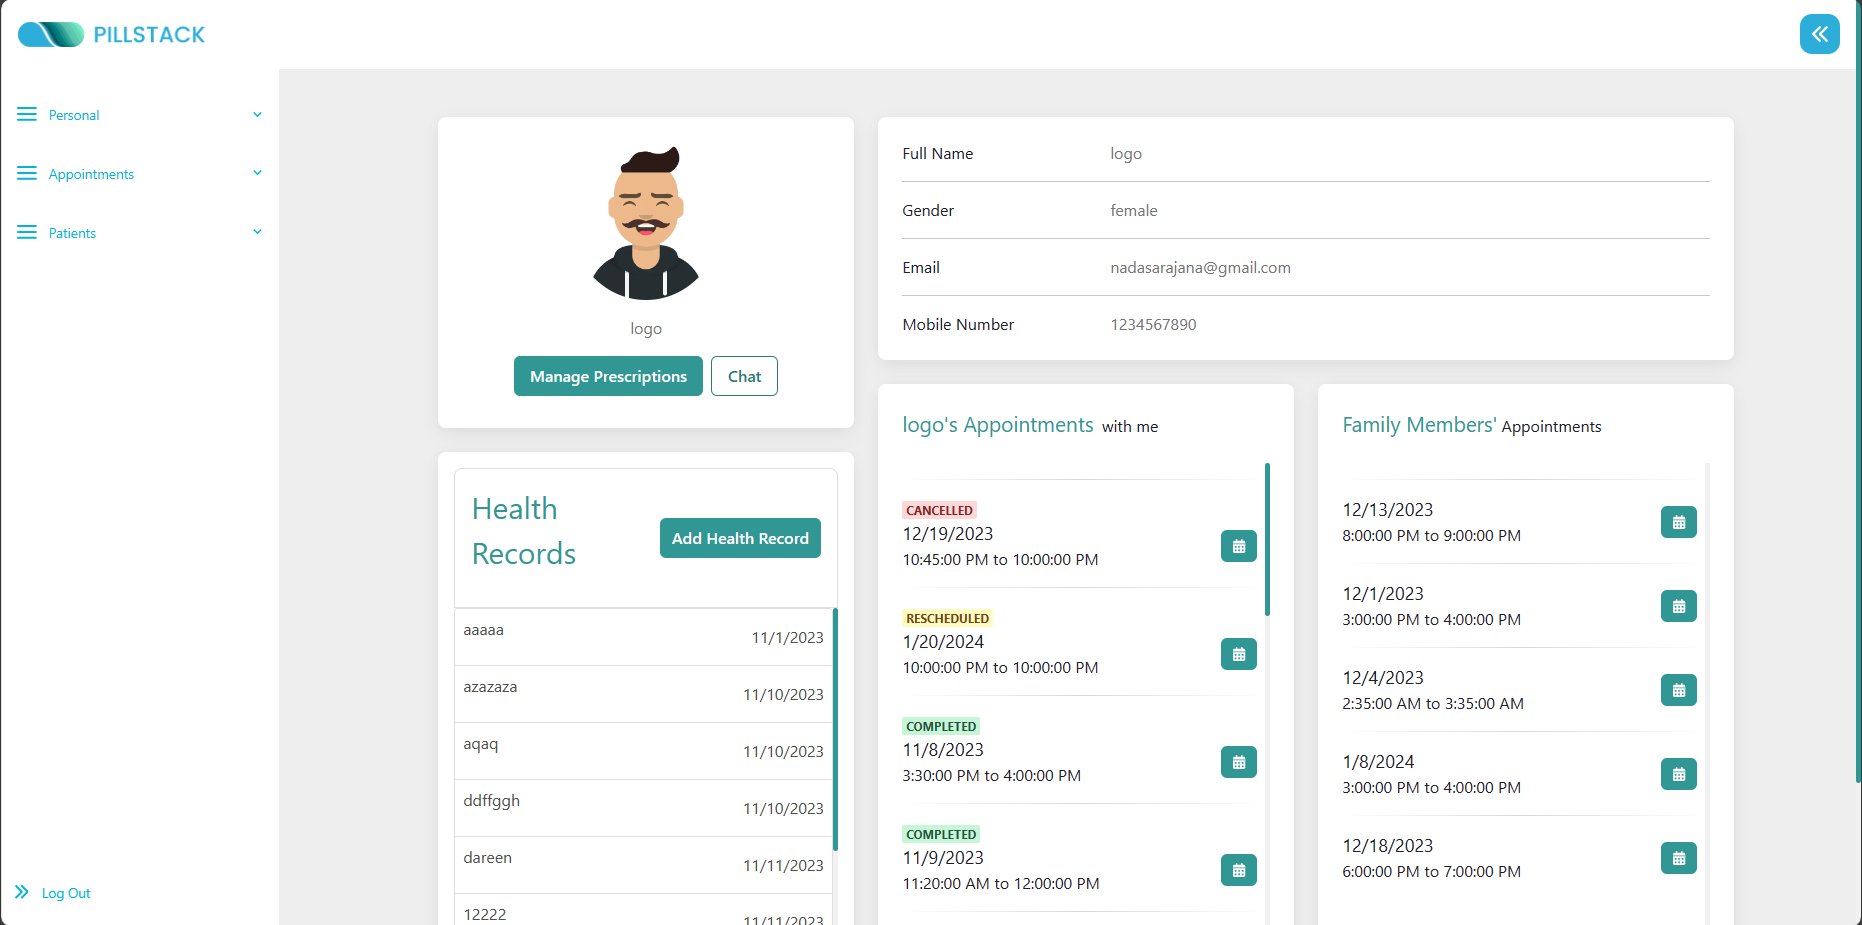 PILLSTACK
Personal
Appointments
Patients
Log Out
logo
Manage Prescriptions
Chat
Health
Records
Add Health Record
aaaaa
11/1/2023
azazaza
11/10/2023
aqaq
11/10/2023
ddffggh
11/10/2023
dareen
11/11/2023
12222
11/11/2023
Full Name
logo
Gender
female
Email
nadasarajana@gmail.com
Mobile Number
1234567890
logo's Appointments with me
CANCELLED
12/19/2023
10:45:00 PM to 10:00:00 PM
RESCHEDULED
1/20/2024
10:00:00 PM to 10:00:00 PM
COMPLETED
11/8/2023
3:30:00 PM to 4:00:00 PM
COMPLETED
11/9/2023
11:20:00 AM to 12:00:00 PM
Family Members' Appointments
12/13/2023
8:00:00 PM to 9:00:00 PM
12/1/2023
3:00:00 PM to 4:00:00 PM
12/4/2023
2:35:00 AM to 3:35:00 AM
1/8/2024
3:00:00 PM to 4:00:00 PM
12/18/2023
6:00:00 PM to 7:00:00 PM